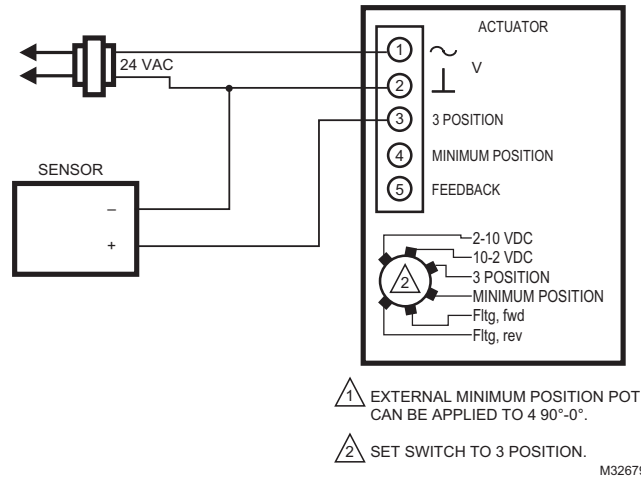 ACTUATOR
24 VAC
1
V
2
3 3 POSITION
4 MINIMUM POSITION
5 FEEDBACK
SENSOR
–
+
2-10 VDC
10-2 VDC
3 POSITION
MINIMUM POSITION
Fltg, fwd
Fltg, rev
2
1 EXTERNAL MINIMUM POSITION POT
CAN BE APPLIED TO 4 90°-0°.
2 SET SWITCH TO 3 POSITION.
M32679